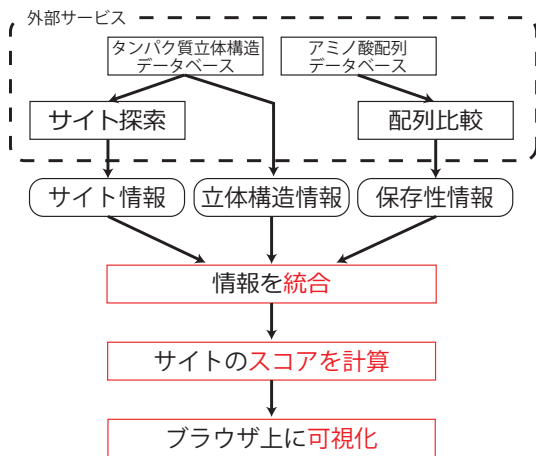 外部サービス
タンパク質立体構造
データベース
アミノ酸配列
データベース
サイト探索
配列比較
サイト情報
立体構造情報
保存性情報
情報を統合
サイトのスコアを計算
ブラウザ上に可視化